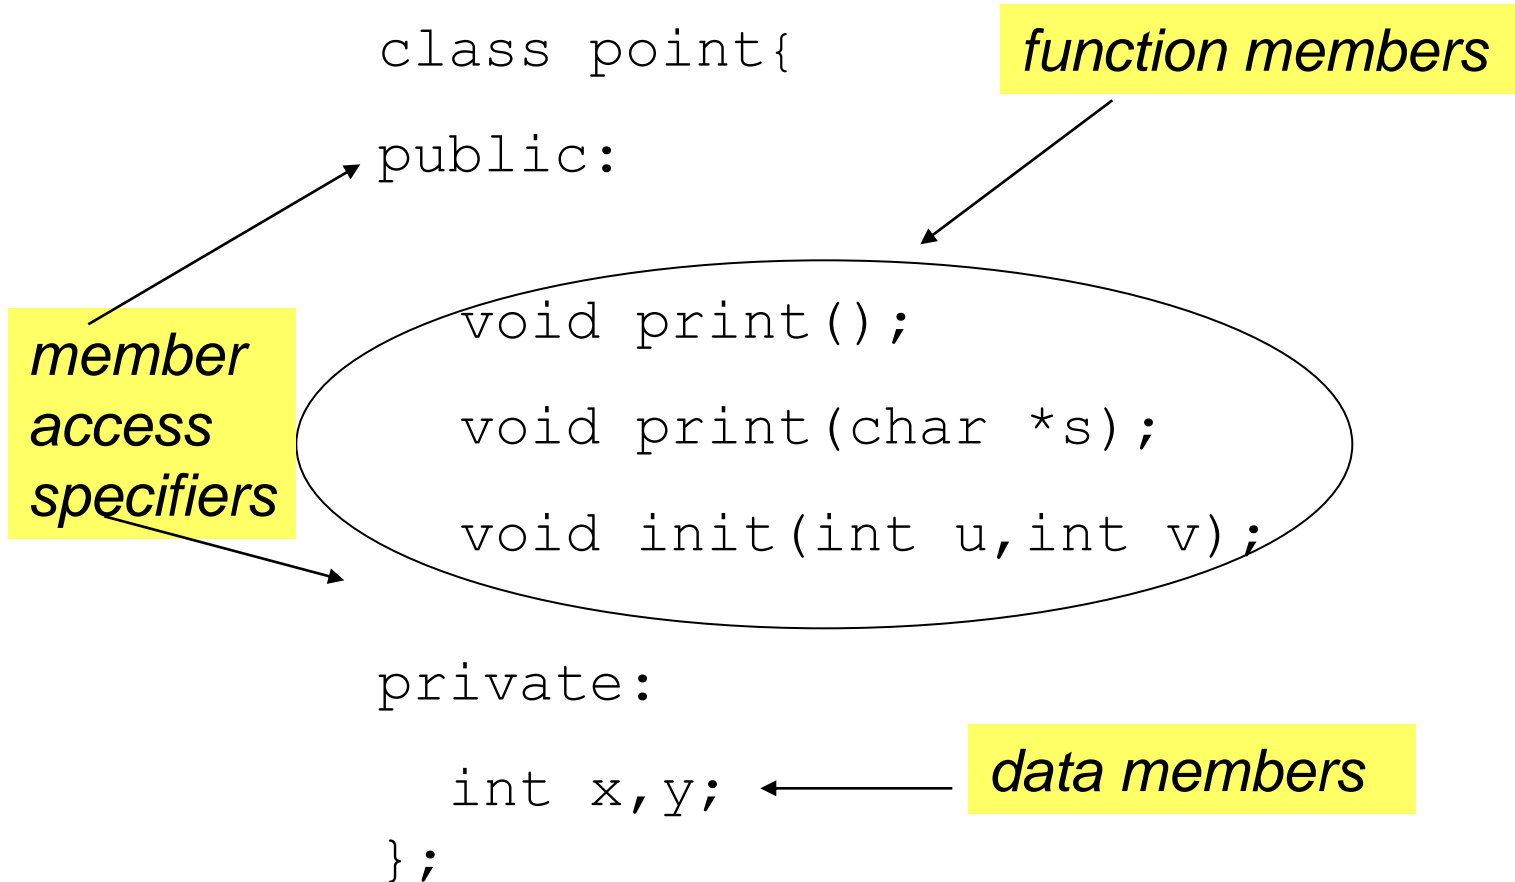 class point{
function members
public:
void print();
member
access
specifiers
void print(char *s);
void init(int u,int v);
private:
int x,y;
data members
};